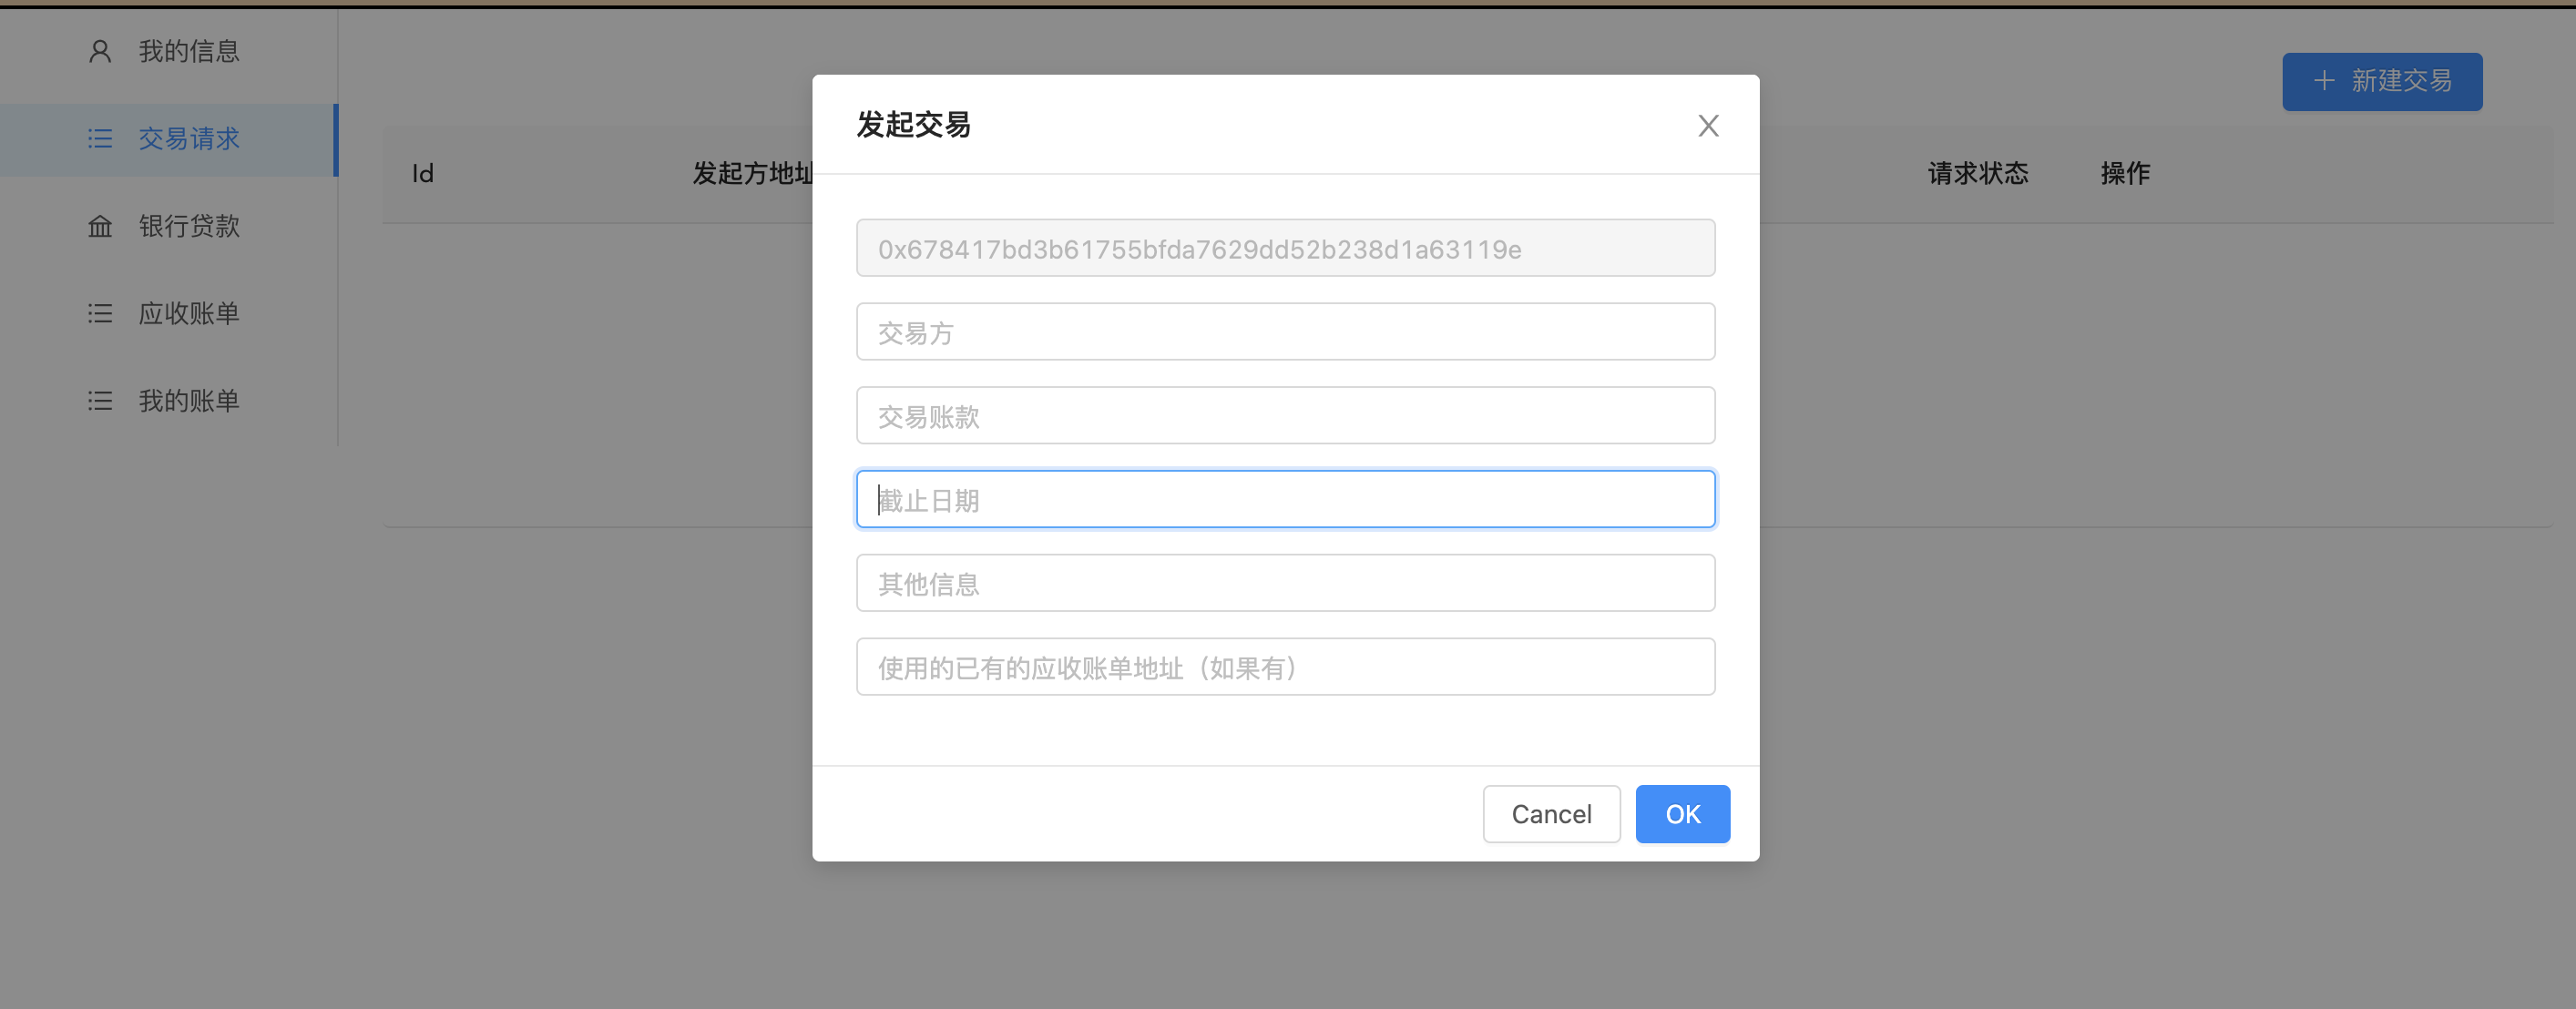 我的信息
交易请求
银行贷款
应收账单
我的账单
新建交易
Id
发起方地址
请求状态
操作
发起交易
0x678417bd3b61755bfda7629dd52b238d1a63119e
交易方
交易账款
截止日期
其他信息
使用的已有的应收账单地址（如果有）
Cancel
OK